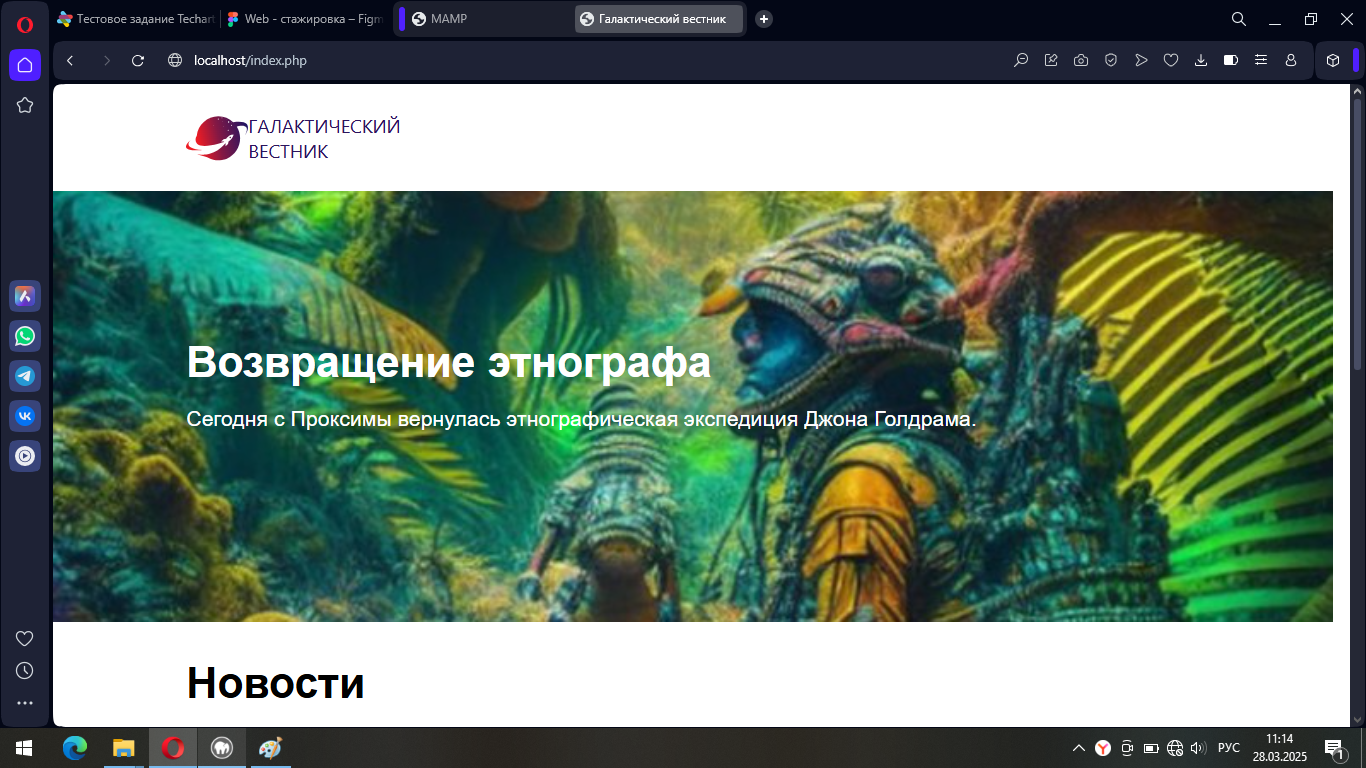 Тестовое задание Techart
Web - стажировка – Figm
MAMP
Галактический вестник
localhost/index.php
ГАЛАКТИЧЕСКИЙ
ВЕСТНИК
Возвращение этнографа
Сегодня с Проксимы вернулась этнографическая экспедиция Джона Голдрама.
Новости
РУС
11:14
28.03.2025
1